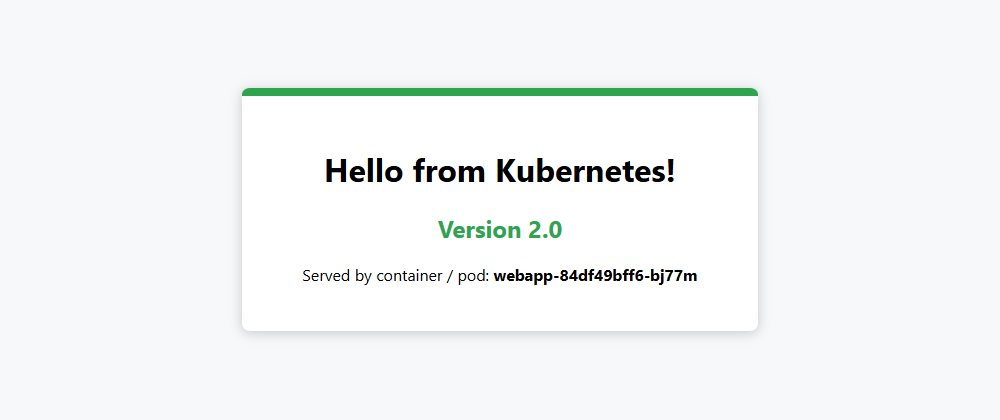 Hello from Kubernetes!
Version 2.0
Served by container / pod: webapp-84df49bff6-bj77m